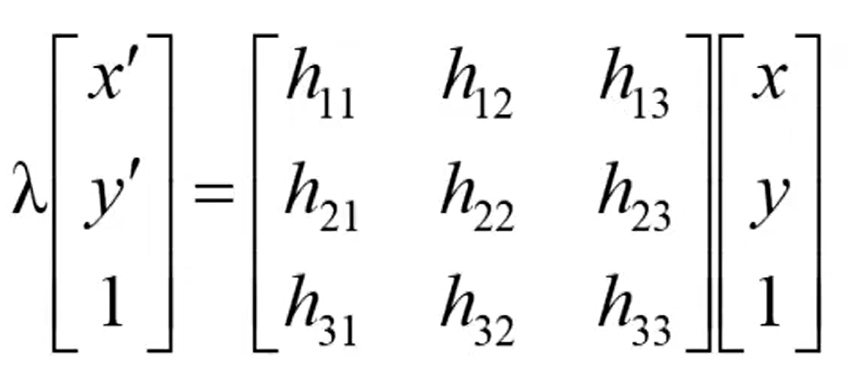 λ [x′ y′ 1] = [h₁₁ h₁₂ h₁₃ h₂₁ h₂₂ h₂₃ h₃₁ h₃₂ h₃₃] [x y 1]